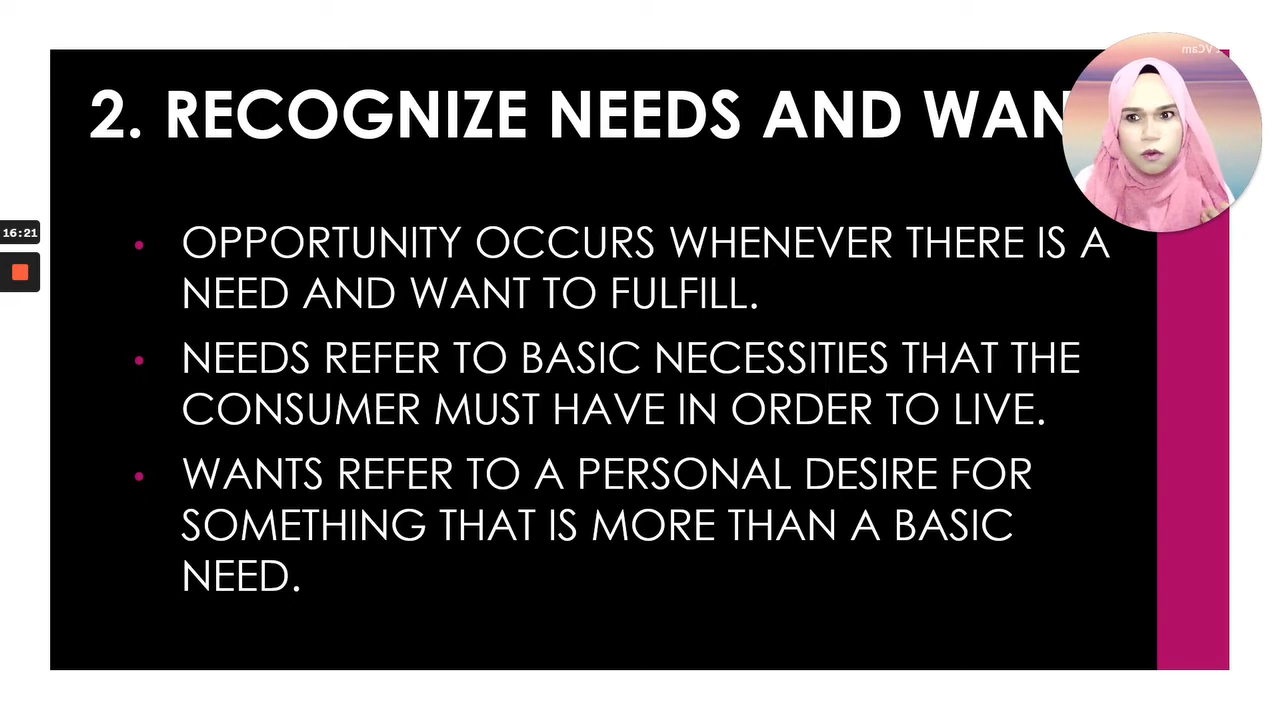 2. RECOGNIZE NEEDS AND WAN
OPPORTUNITY OCCURS WHENEVER THERE IS A
NEED AND WANT TO FULFILL.
NEEDS REFER TO BASIC NECESSITIES THAT THE
CONSUMER MUST HAVE IN ORDER TO LIVE.
WANTS REFER TO A PERSONAL DESIRE FOR
SOMETHING THAT IS MORE THAN A BASIC
NEED.
16:21